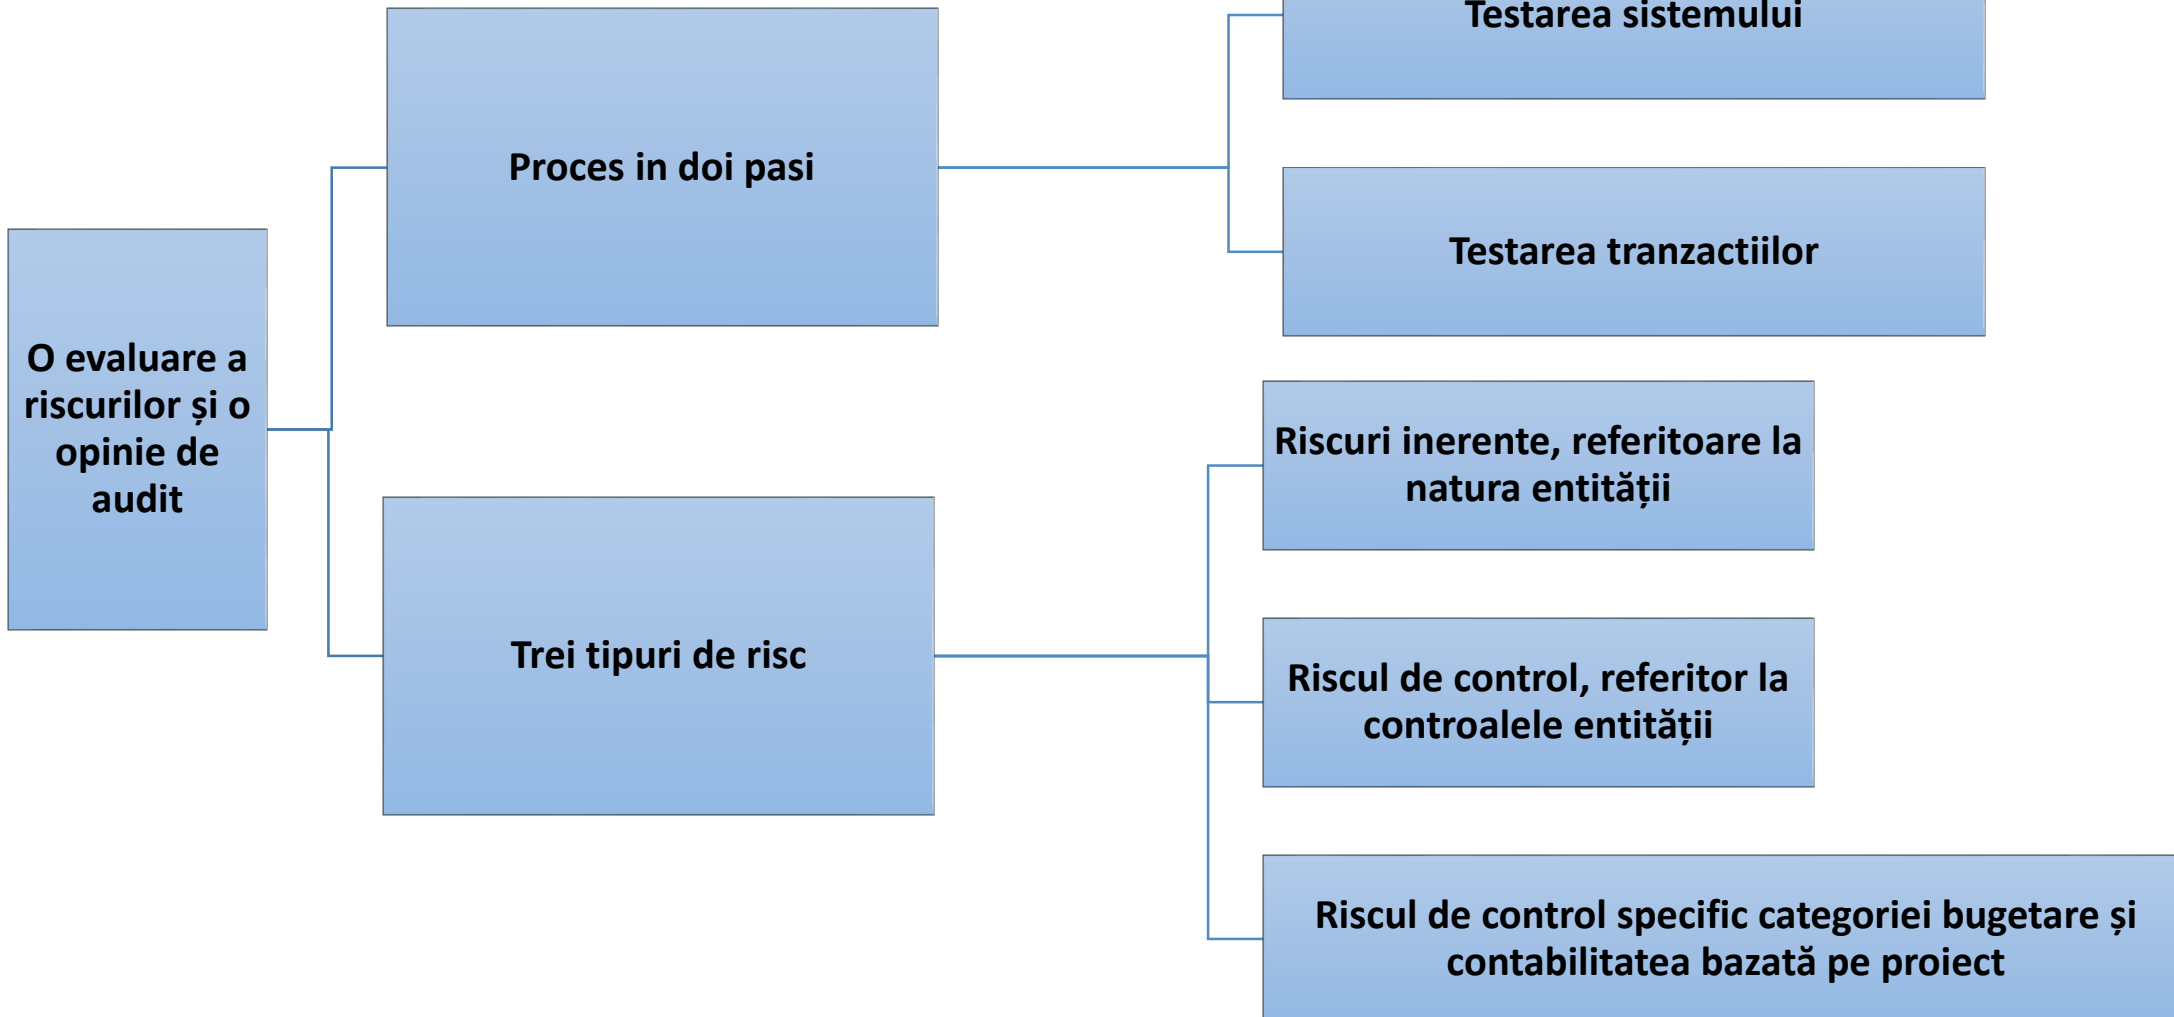 Testarea sistemului
Proces in doi pasi
Testarea tranzactiilor
O evaluare a
riscurilor și o
opinie de
audit
Riscuri inerente, referitoare la
natura entității
Trei tipuri de risc
Riscul de control, referitor la
controalele entității
Riscul de control specific categoriei bugetare și
contabilitatea bazată pe proiect